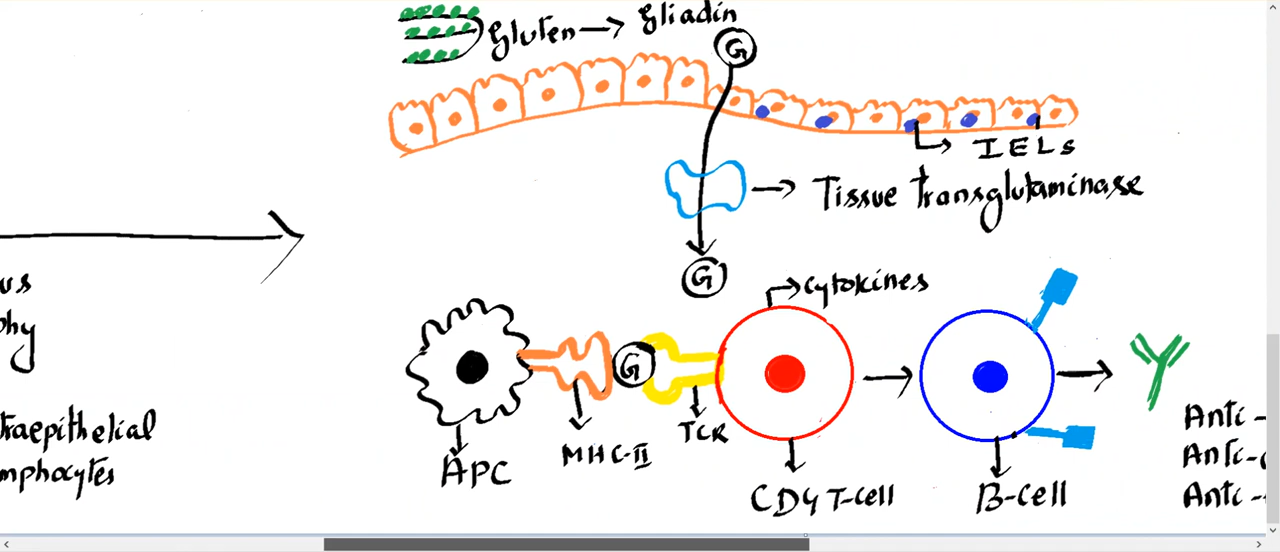 Gluten → Gliadin
G
IELs
Tissue transglutaminase
G
Cytokines
G
TCR
MHC-II
APC
CD4 T-cell
B-cell
Anti -
Anti-
Anti -
us
phy
traepithelial
mphocytes